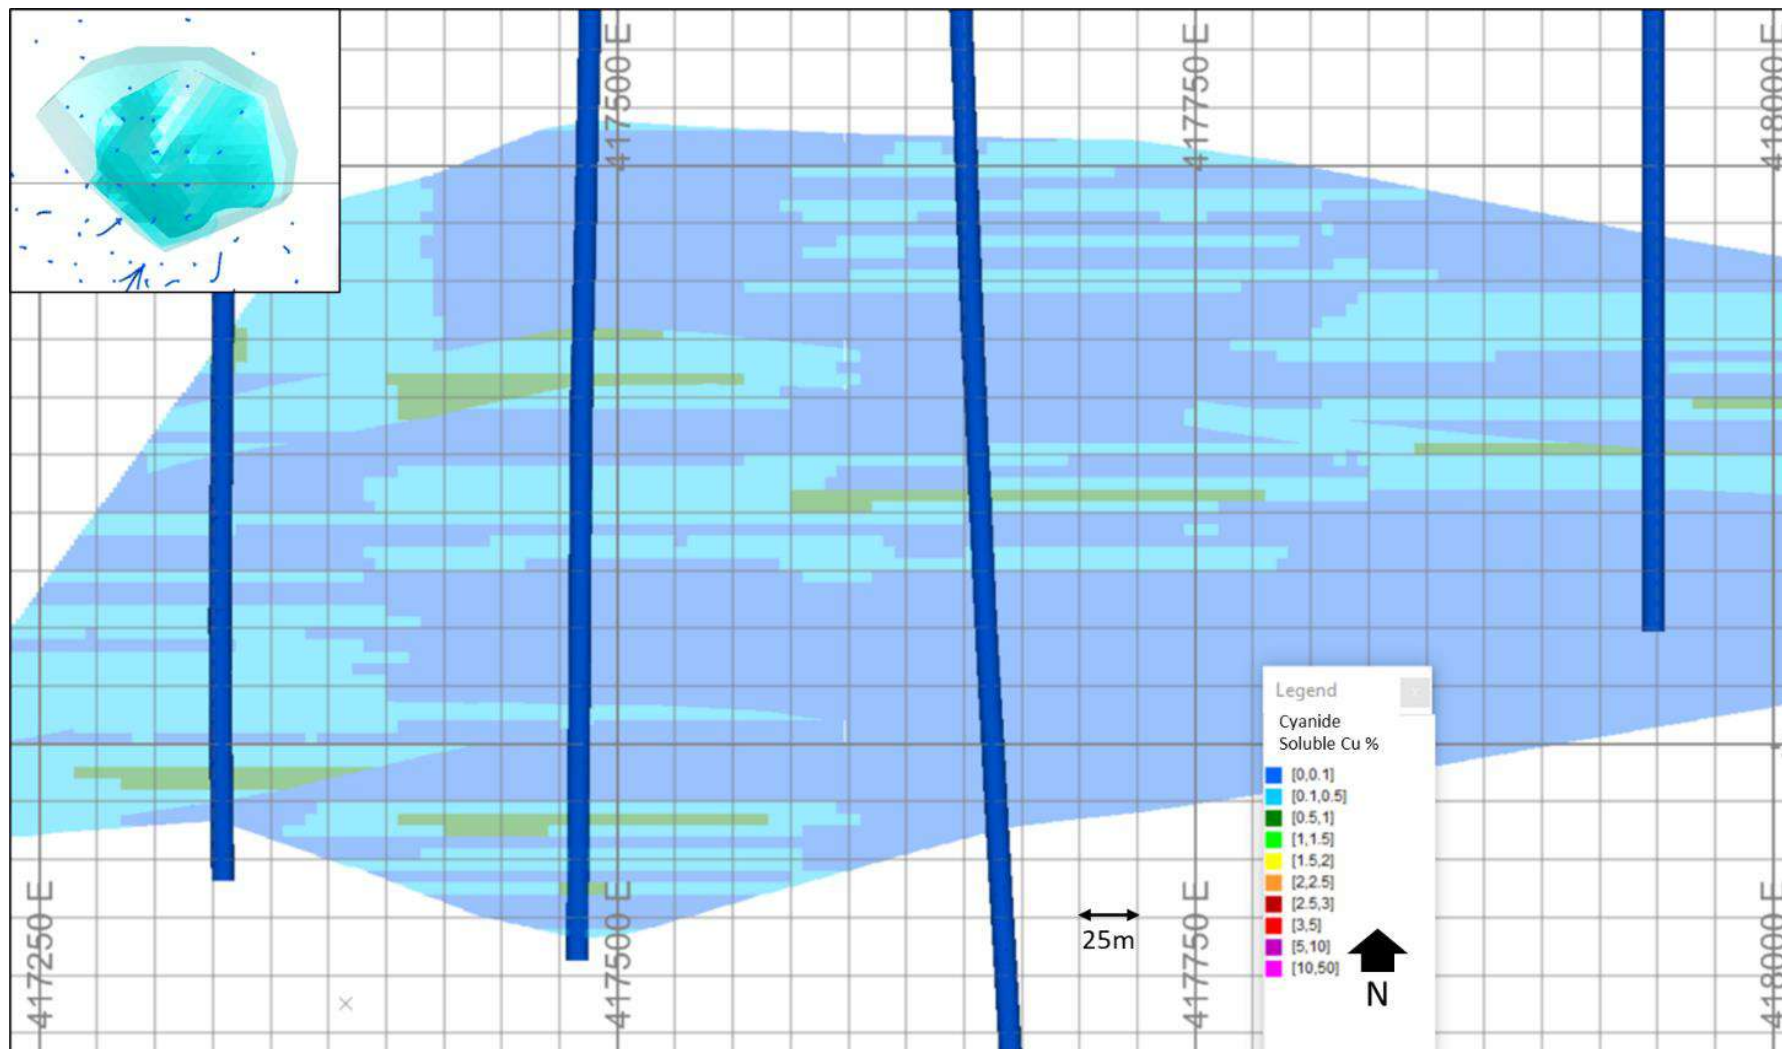 417500 E
417750 E
418000 E
Legend
Cyanide
Soluble Cu %
[0,0.1]
[0.1,0.5]
[0.5,1]
[1,1.5]
[1.5,2]
[2,2.5]
[2.5,3]
[3,5]
[5,10]
[10,50]
25m
N
417250 E
417500 E
417750 E
418000 E